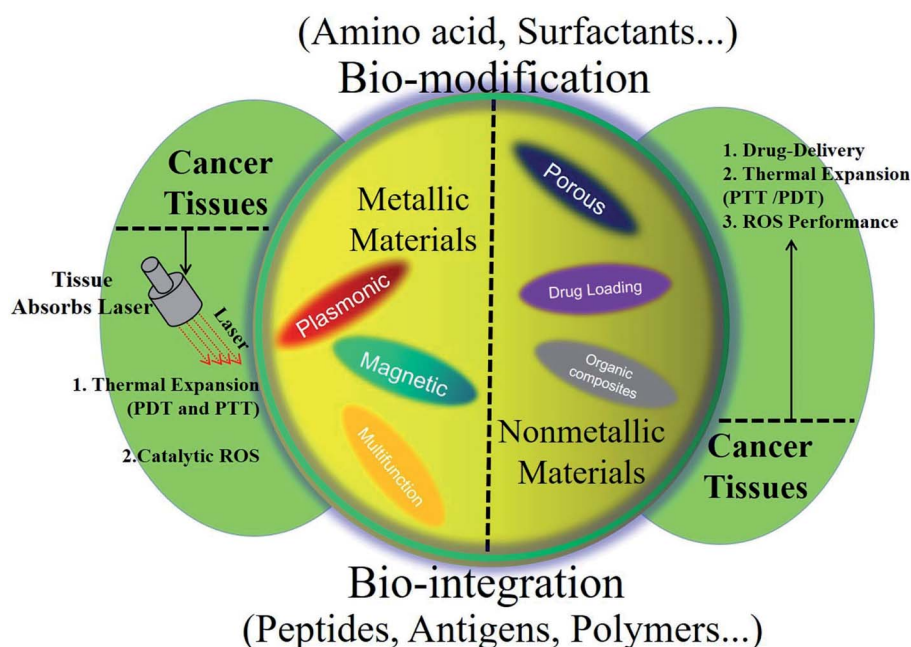 (Amino acid, Surfactants...)
Bio-modification
Cancer
Tissues
Tissue
Absorbs Laser
Laser
1. Thermal Expansion
(PDT and PTT)
2.Catalytic ROS
Metallic
Materials
Plasmonic
Magnetic
Multifunction
Porous
Drug Loading
Organic
composites
Nonmetallic
Materials
1. Drug-Delivery
2. Thermal Expansion
(PTT /PDT)
3. ROS Performance
Cancer
Tissues
Bio-integration
(Peptides, Antigens, Polymers...)